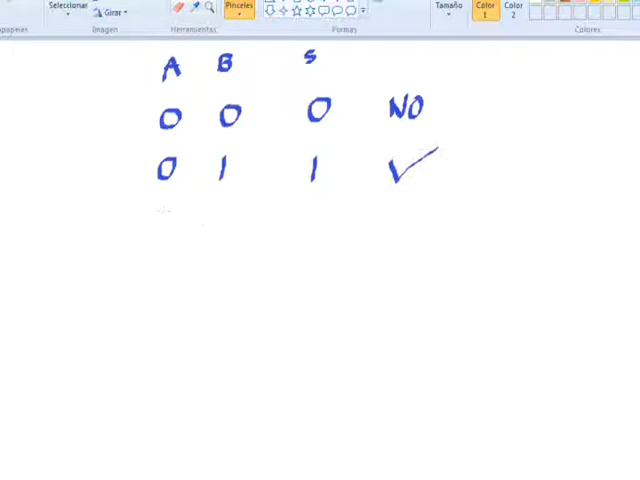 Seleccionar
Girar
Pinceles
Tamaño
Color 1
Color 2
Imagen
Herramientas
Formas
Colores
A B S
0 0 0 NO
0 1 1 ✓